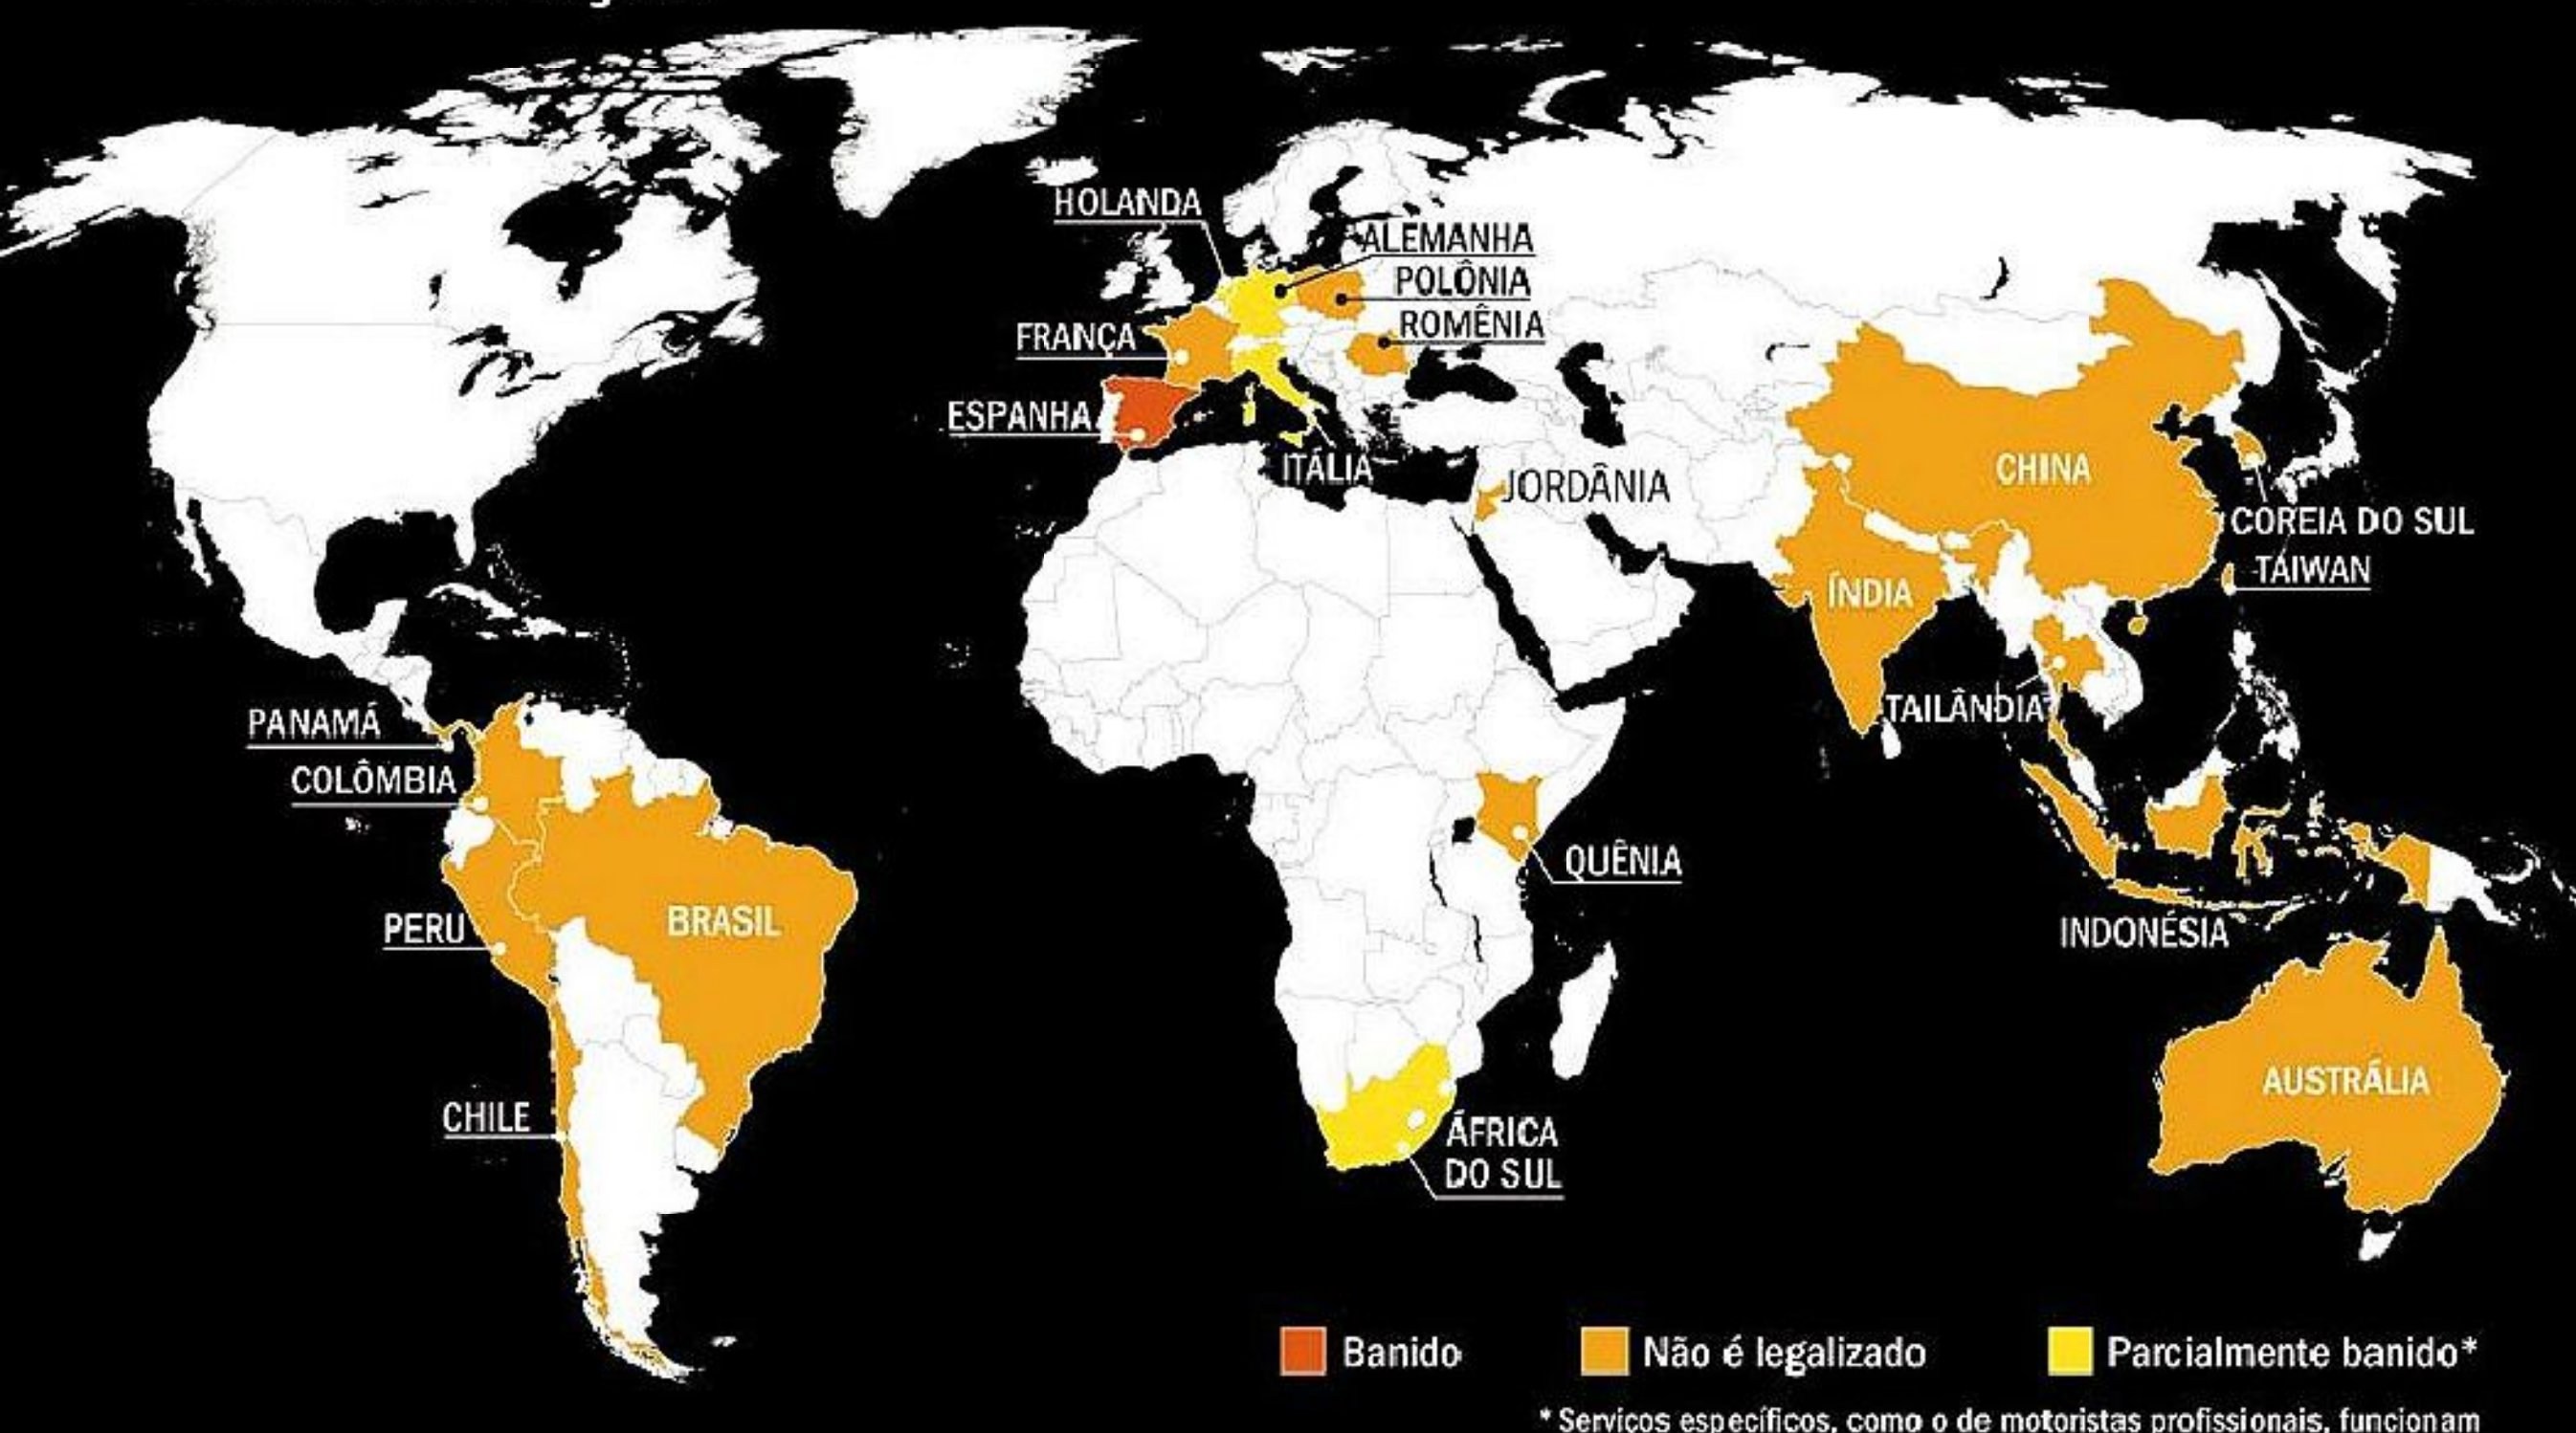 HOLANDA
ALEMANHA
POLÔNIA
ROMÊNIA
FRANÇA
ESPANHA
ITÁLIA
JORDÂNIA
CHINA
COREIA DO SUL
TAIWAN
ÍNDIA
TAILÂNDIA
PANAMÁ
COLÔMBIA
QUÊNIA
PERU
BRASIL
INDONÉSIA
AUSTRÁLIA
CHILE
ÁFRICA
DO SUL
Banido
Não é legalizado
Parcialmente banido*
* Serviços específicos, como o de motoristas profissionais, funcionam